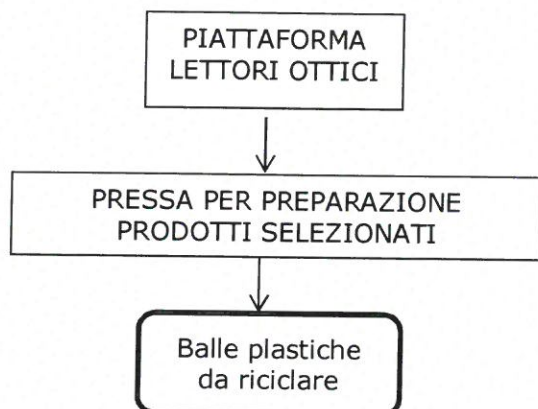 PIATTAFORMA
LETTORI OTTICI
PRESSA PER PREPARAZIONE
PRODOTTI SELEZIONATI
Balle plastiche
da riciclare